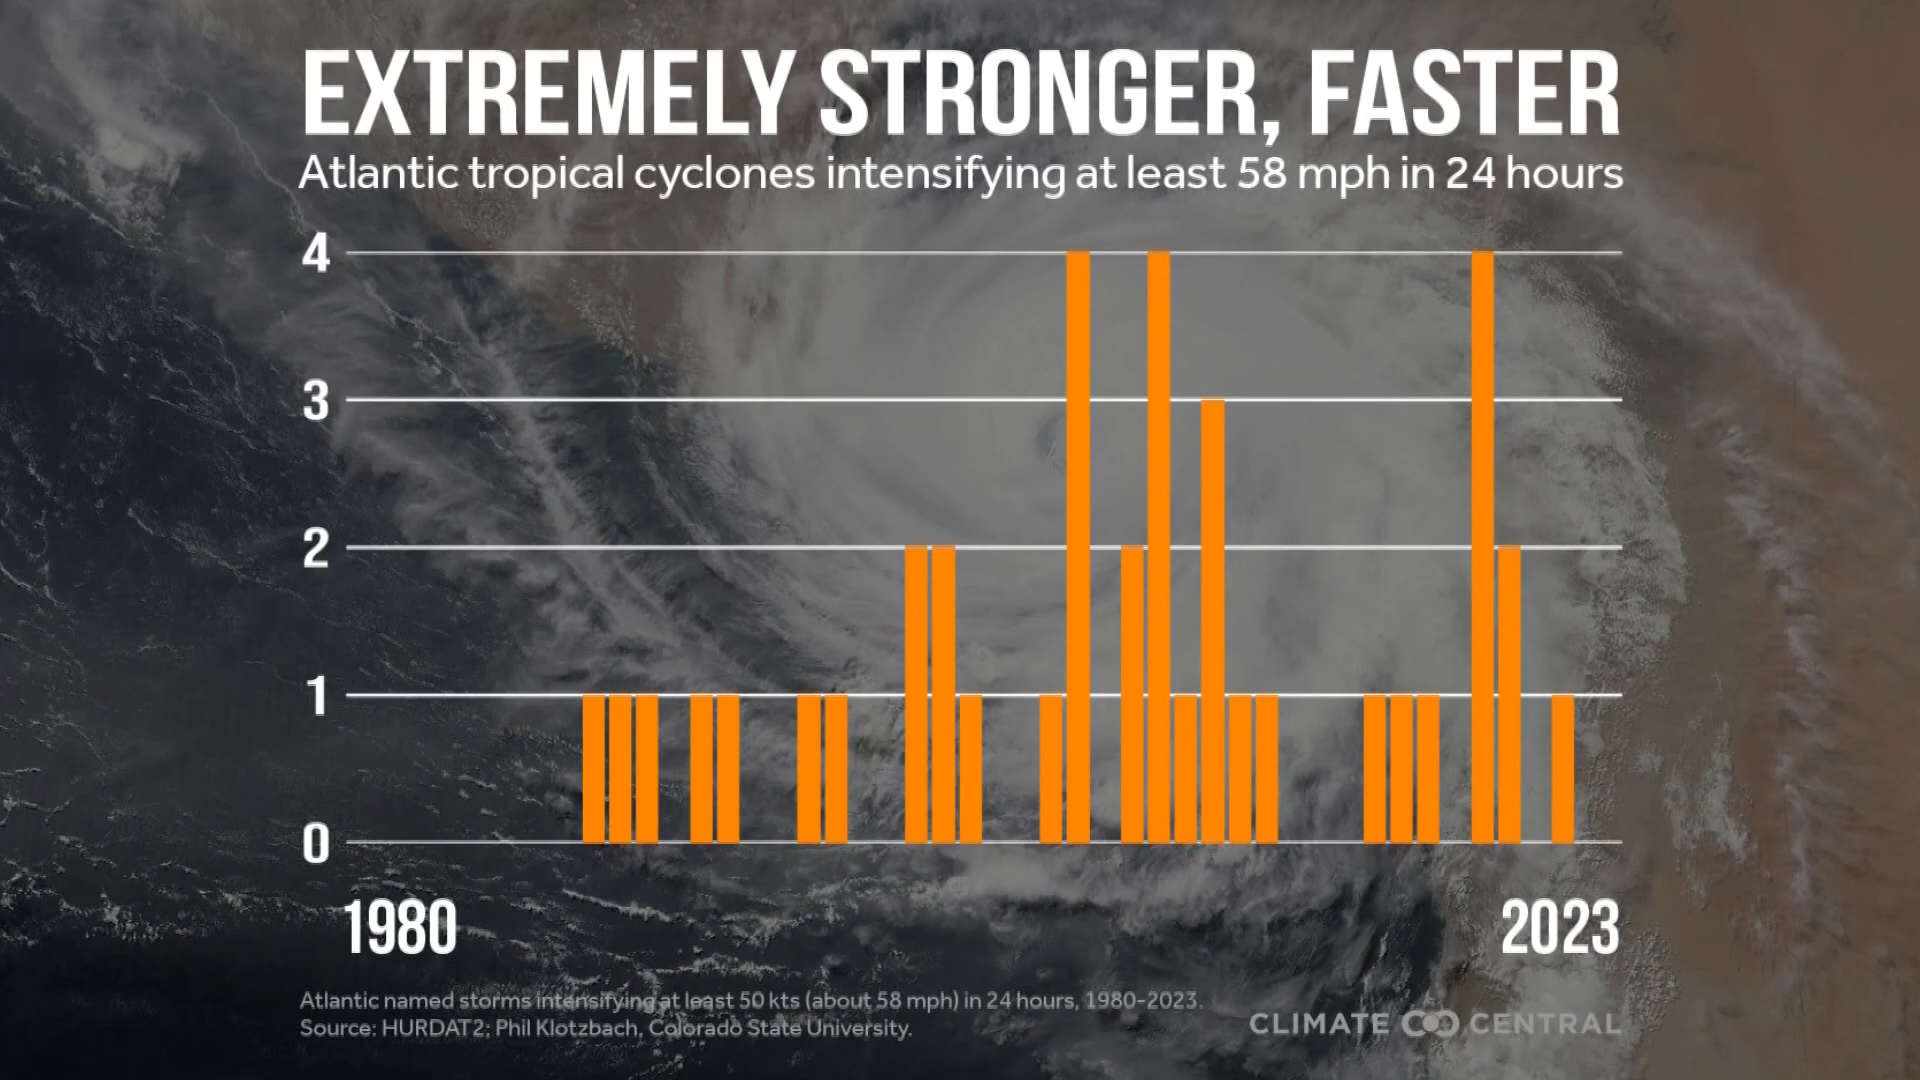 EXTREMELY STRONGER, FASTER
Atlantic tropical cyclones intensifying at least 58 mph in 24 hours
4
3
2
1
0
1980
2023
Atlantic named storms intensifying at least 50 kts (about 58 mph) in 24 hours, 1980-2023.
Source: HURDAT2; Phil Klotzbach, Colorado State University.
CLIMATE CENTRAL